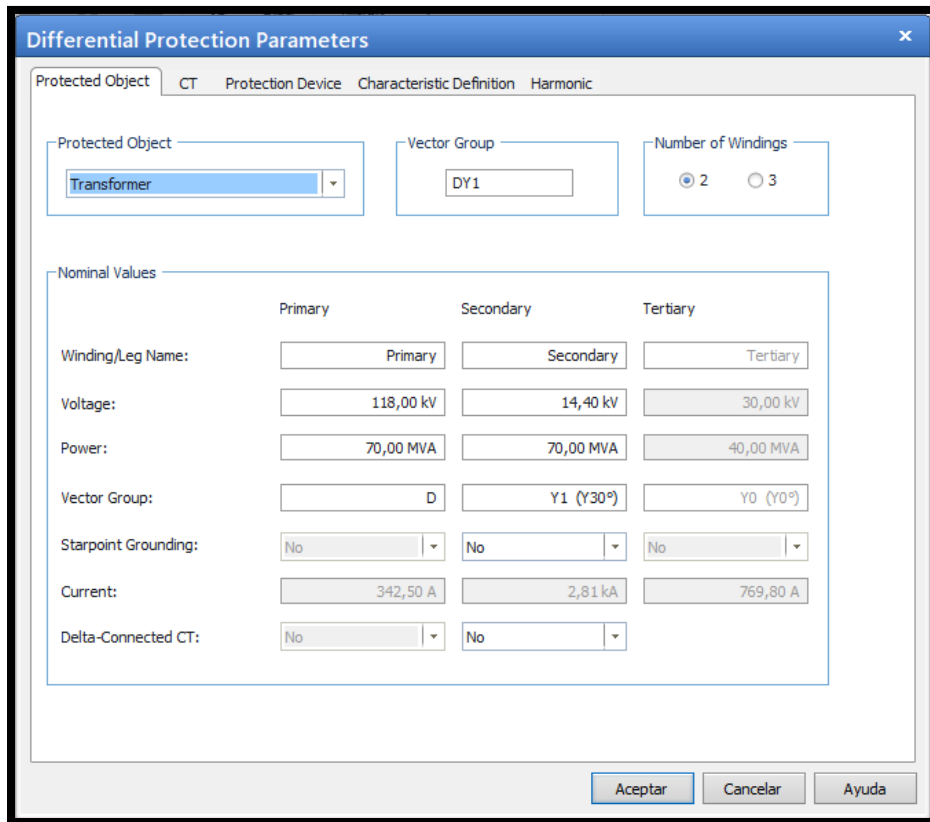 Differential Protection Parameters x
Protected Object CT Protection Device Characteristic Definition Harmonic
Protected Object Vector Group Number of Windings
Transformer DY1 2 3
Nominal Values
Primary Secondary Tertiary
Winding/Leg Name: Primary Secondary Tertiary
Voltage: 118,00 kV 14,40 kV 30,00 kV
Power: 70,00 MVA 70,00 MVA 40,00 MVA
Vector Group: D Y1 (Y30°) Y0 (Y0°)
Starpoint Grounding: No No No
Current: 342,50 A 2,81 kA 769,80 A
Delta-Connected CT: No No
Aceptar Cancelar Ayuda